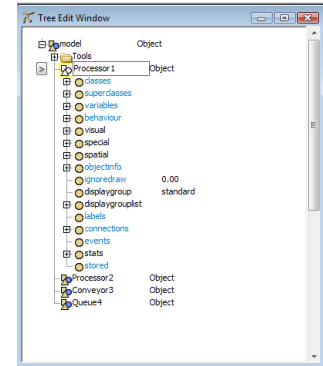 Tree Edit Window
model Object
Tools
> Processor1 Object
classes
superclasses
variables
behaviour
visual
special
spatial
objectinfo
ignoredraw 0.00
displaygroup standard
displaygrouplist
labels
connections
events
stats
stored
Processor2 Object
Conveyor3 Object
Queue4 Object